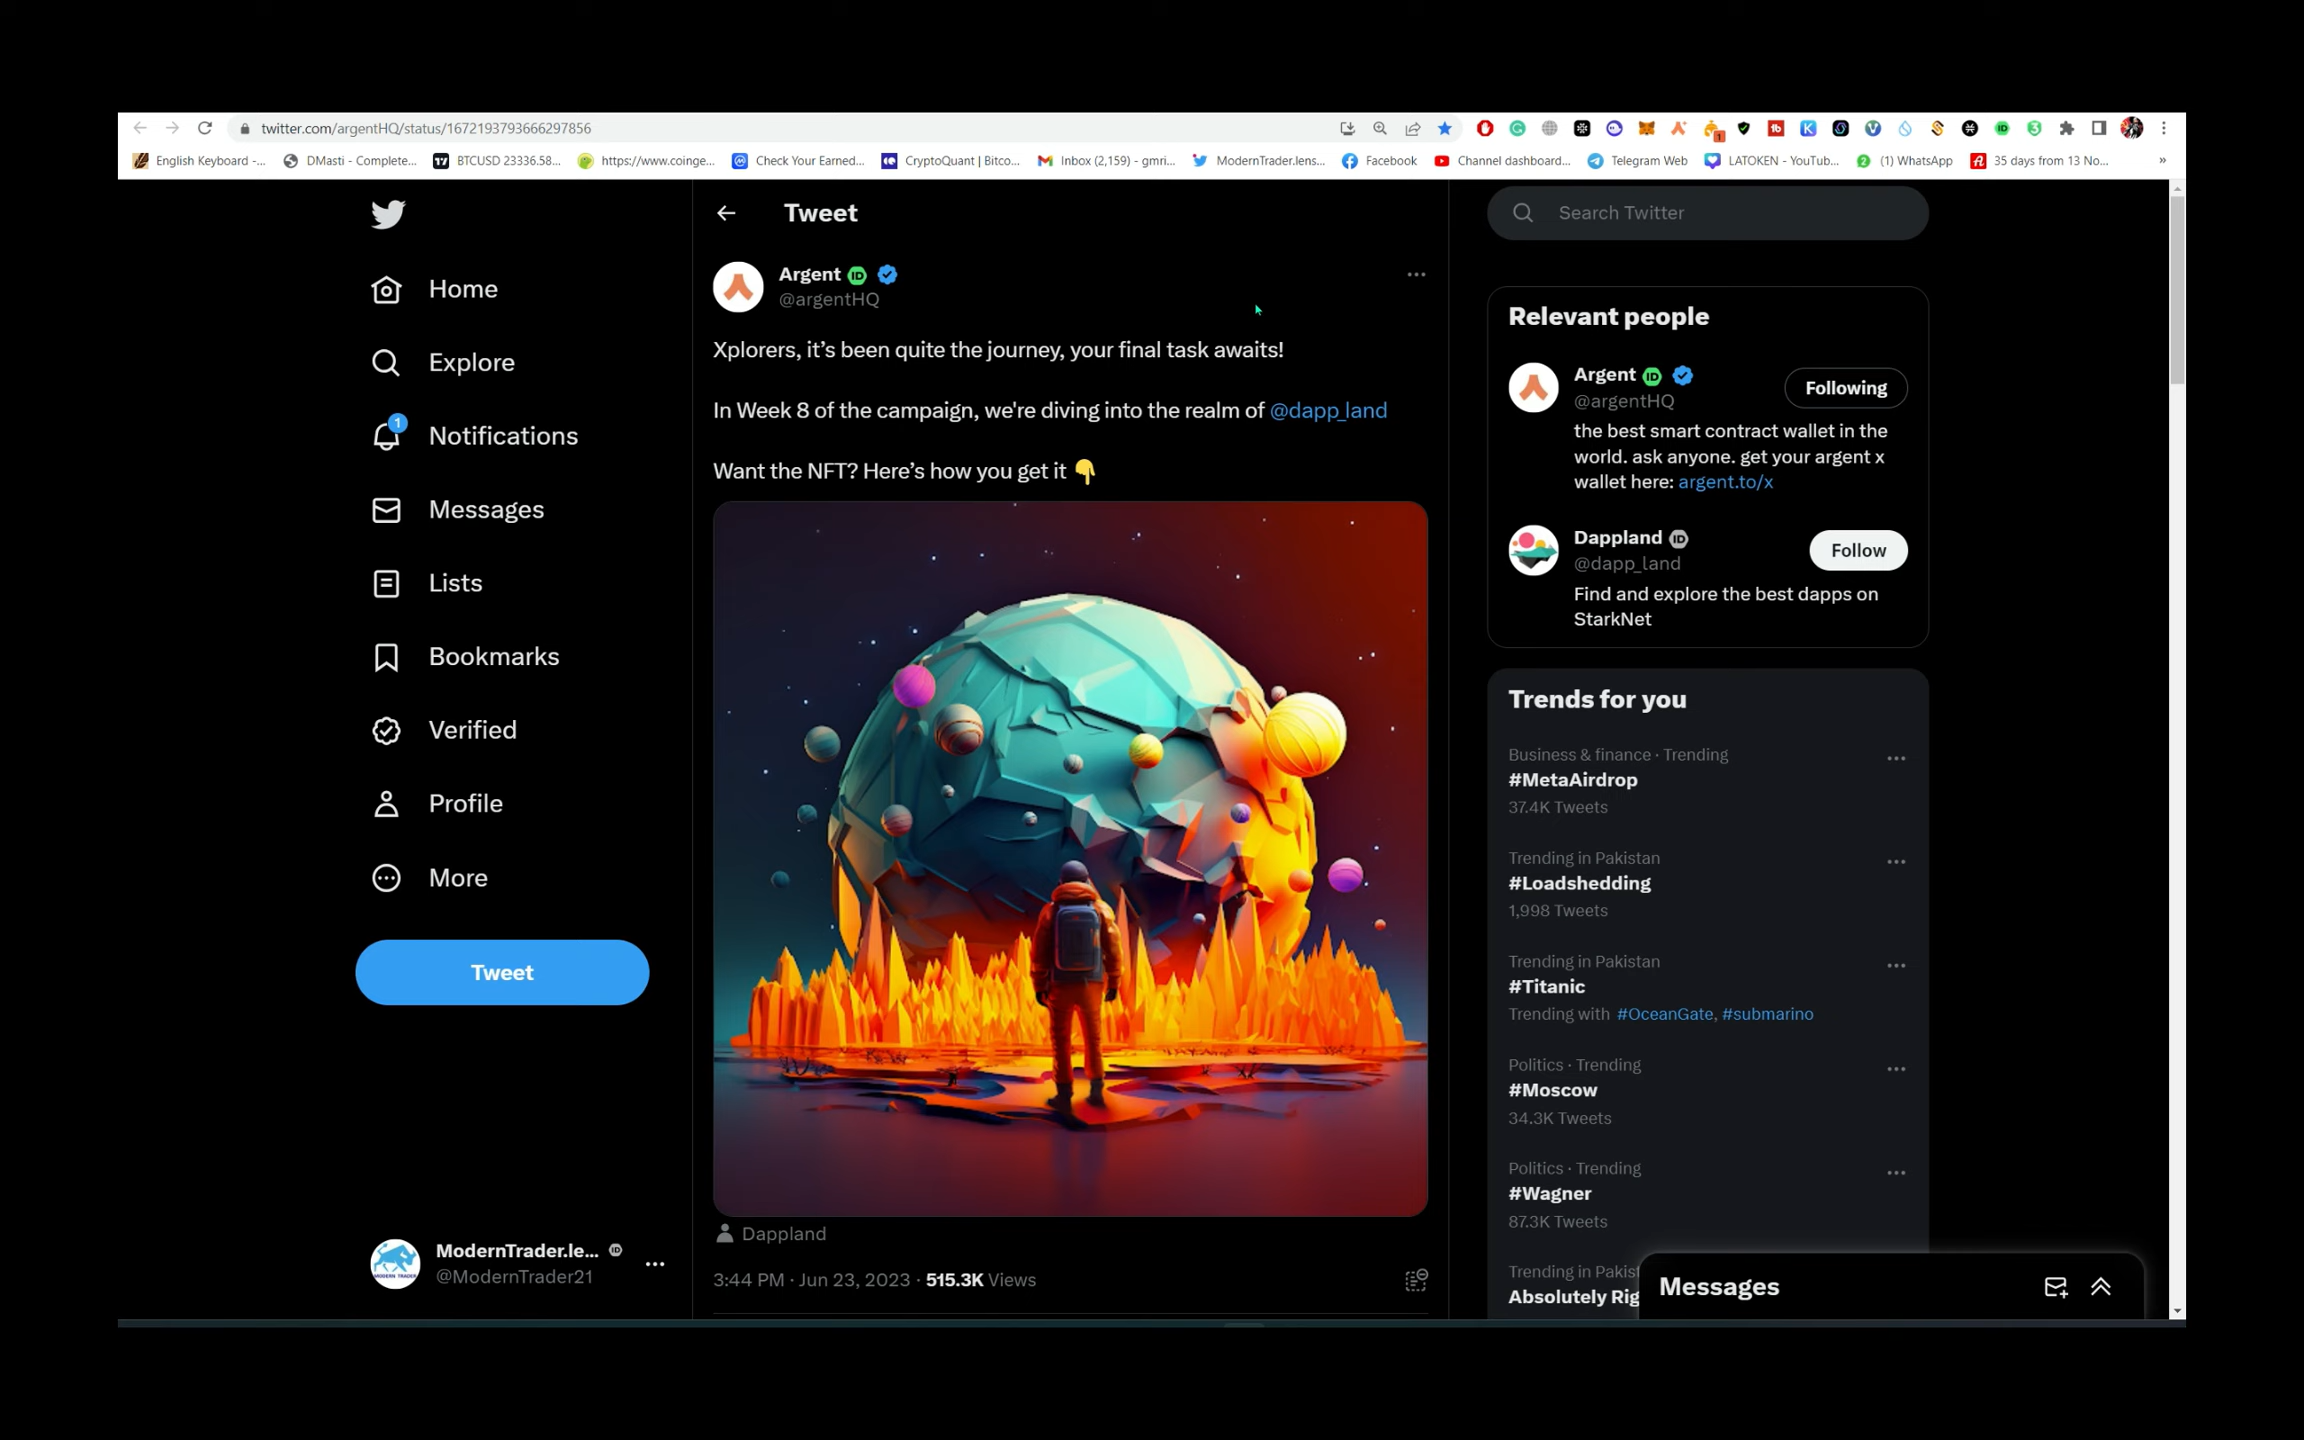 twitter.com/argentHQ/status/1672193793666297856
English Keyboard -...
DMasti - Complete...
BTCUSD 23336.58...
https://www.coinge...
Check Your Earned...
CryptoQuant | Bitco...
Inbox (2,159) - gmri...
ModernTrader.lens...
Facebook
Channel dashboard...
Telegram Web
LATOKEN - YouTub...
(1) WhatsApp
35 days from 13 No...
Home
Explore
1
Notifications
Messages
Lists
Bookmarks
Verified
Profile
More
Tweet
ModernTrader.le...
@ModernTrader21
Tweet
Argent
@argentHQ
Xplorers, it’s been quite the journey, your final task awaits!
In Week 8 of the campaign, we're diving into the realm of @dapp_land
Want the NFT? Here’s how you get it 👇
Dappland
3:44 PM · Jun 23, 2023 · 515.3K Views
Search Twitter
Relevant people
Argent
@argentHQ
Following
the best smart contract wallet in the
world. ask anyone. get your argent x
wallet here: argent.to/x
Dappland
@dapp_land
Follow
Find and explore the best dapps on
StarkNet
Trends for you
Business & finance · Trending
#MetaAirdrop
37.4K Tweets
Trending in Pakistan
#Loadshedding
1,998 Tweets
Trending in Pakistan
#Titanic
Trending with #OceanGate, #submarino
Politics · Trending
#Moscow
34.3K Tweets
Politics · Trending
#Wagner
87.3K Tweets
Trending in Pakist
Absolutely Rig
Messages